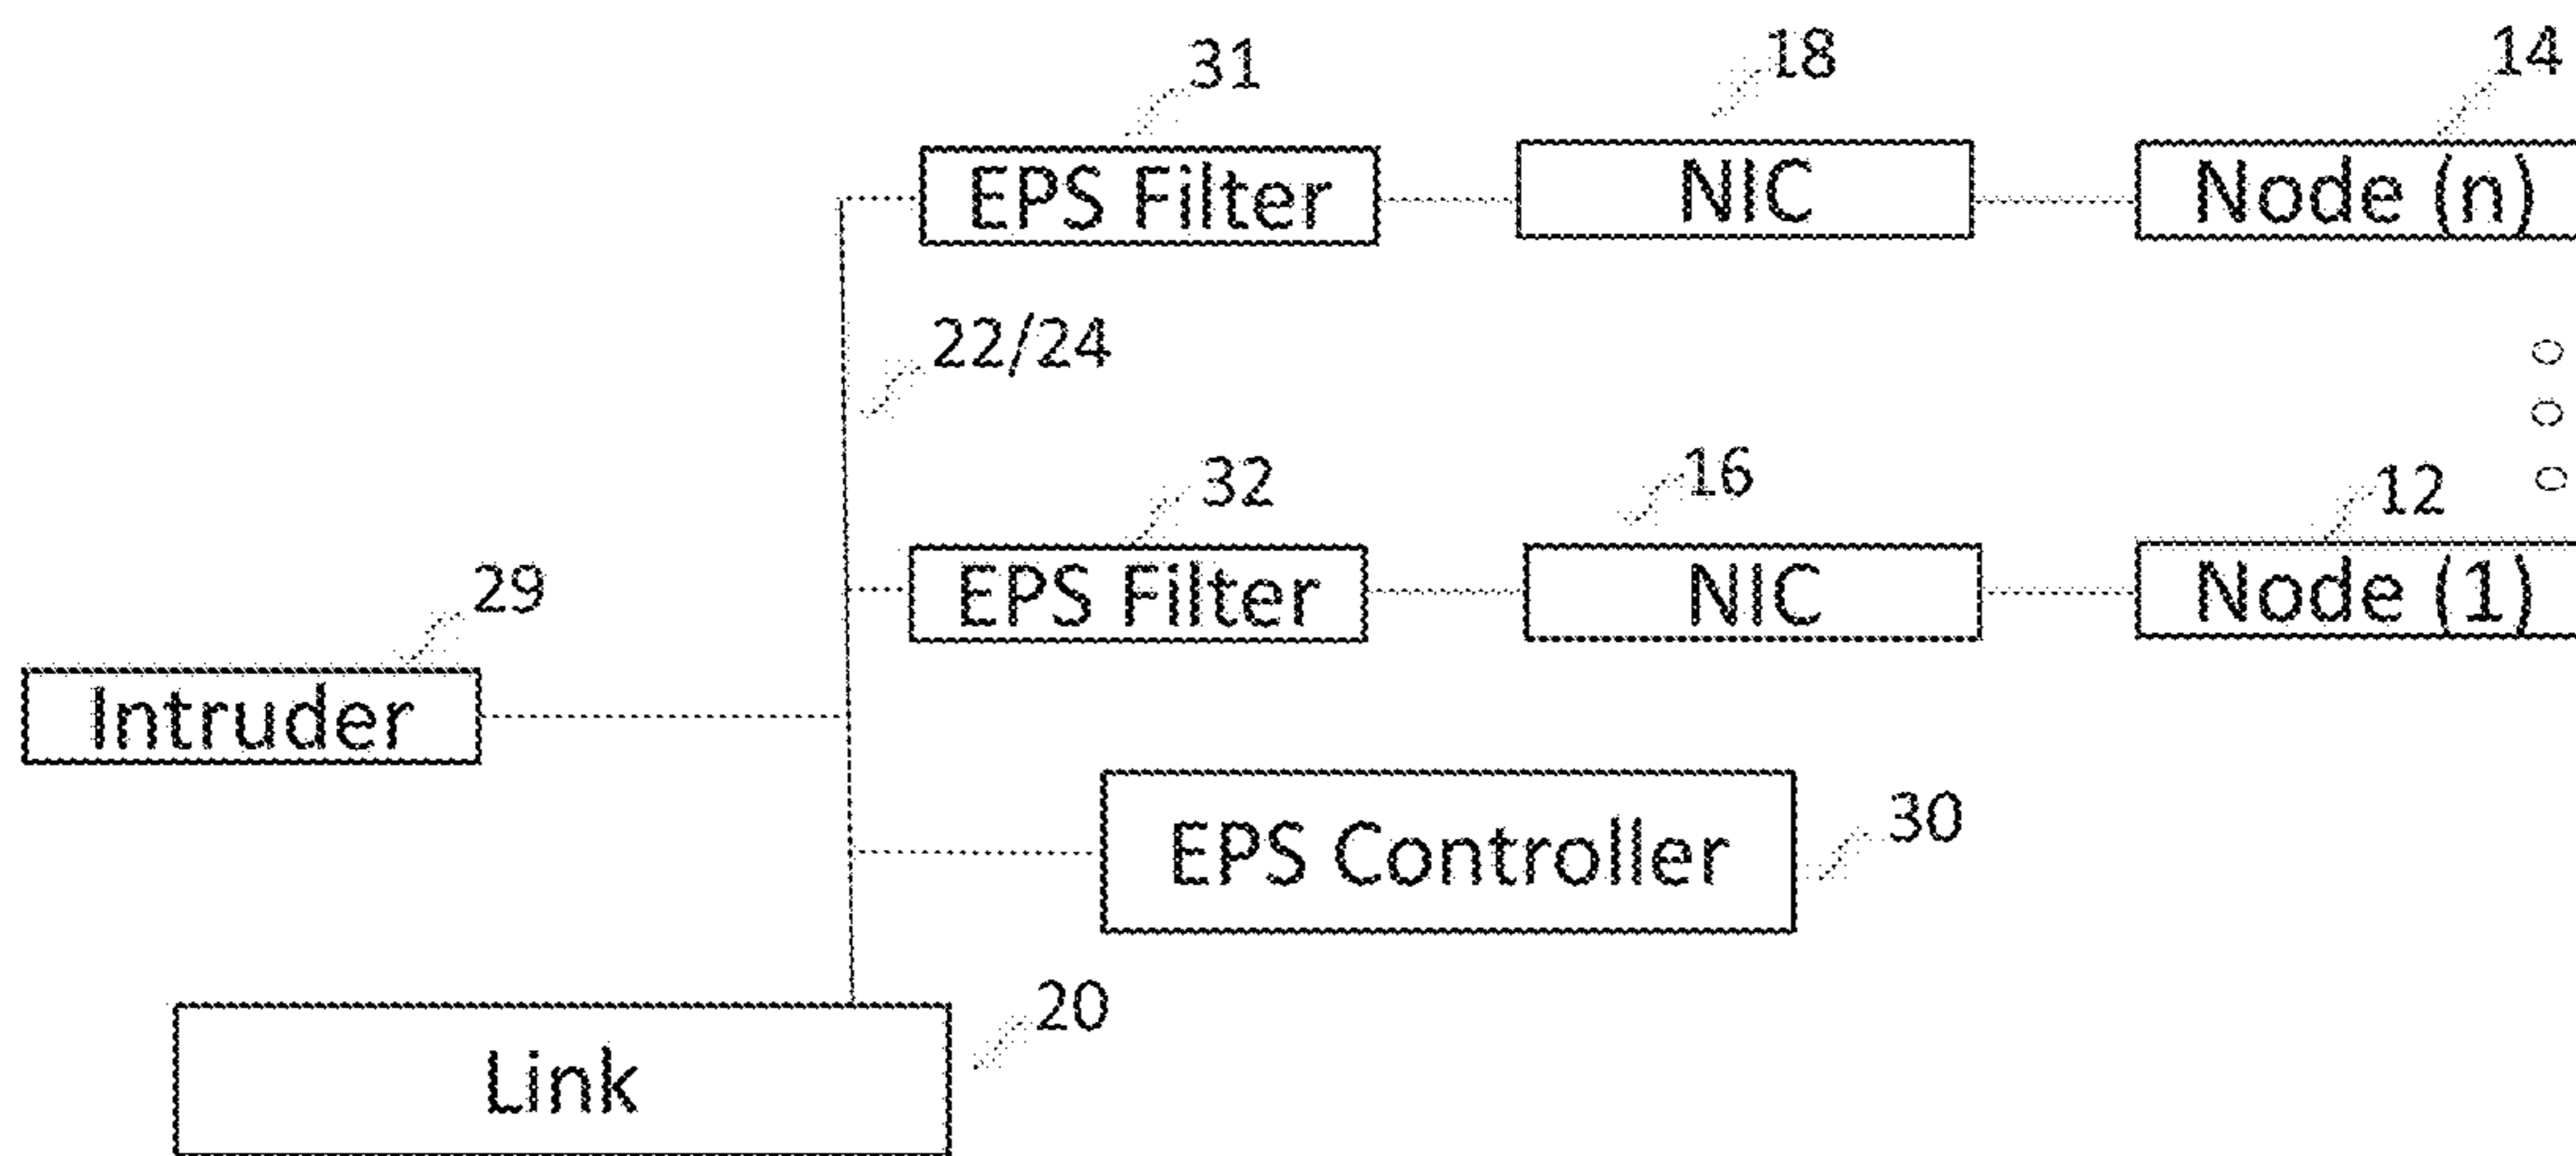 31 18 14
EPS Filter NIC Node (n)
22/24
32 16 12
EPS Filter NIC Node (1)
29
Intruder
30
EPS Controller
20
Link